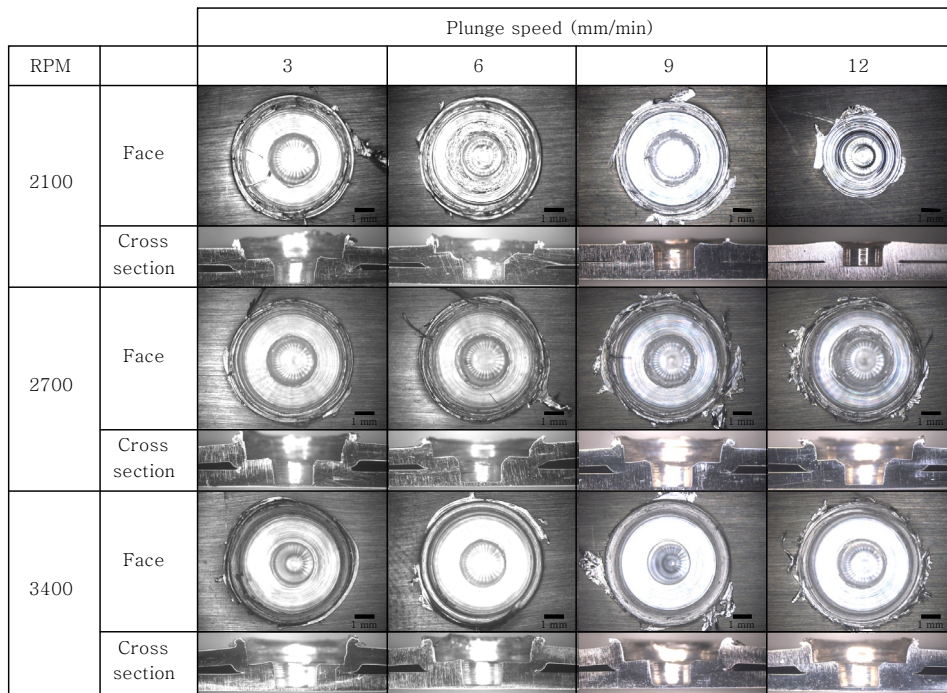 Plunge speed (mm/min)
RPM 3 6 9 12
2100 Face
1 mm 1 mm 1 mm 1 mm
Cross
section
2700 Face
1 mm 1 mm 1 mm 1 mm
Cross
section
3400 Face
1 mm 1 mm 1 mm 1 mm
Cross
section